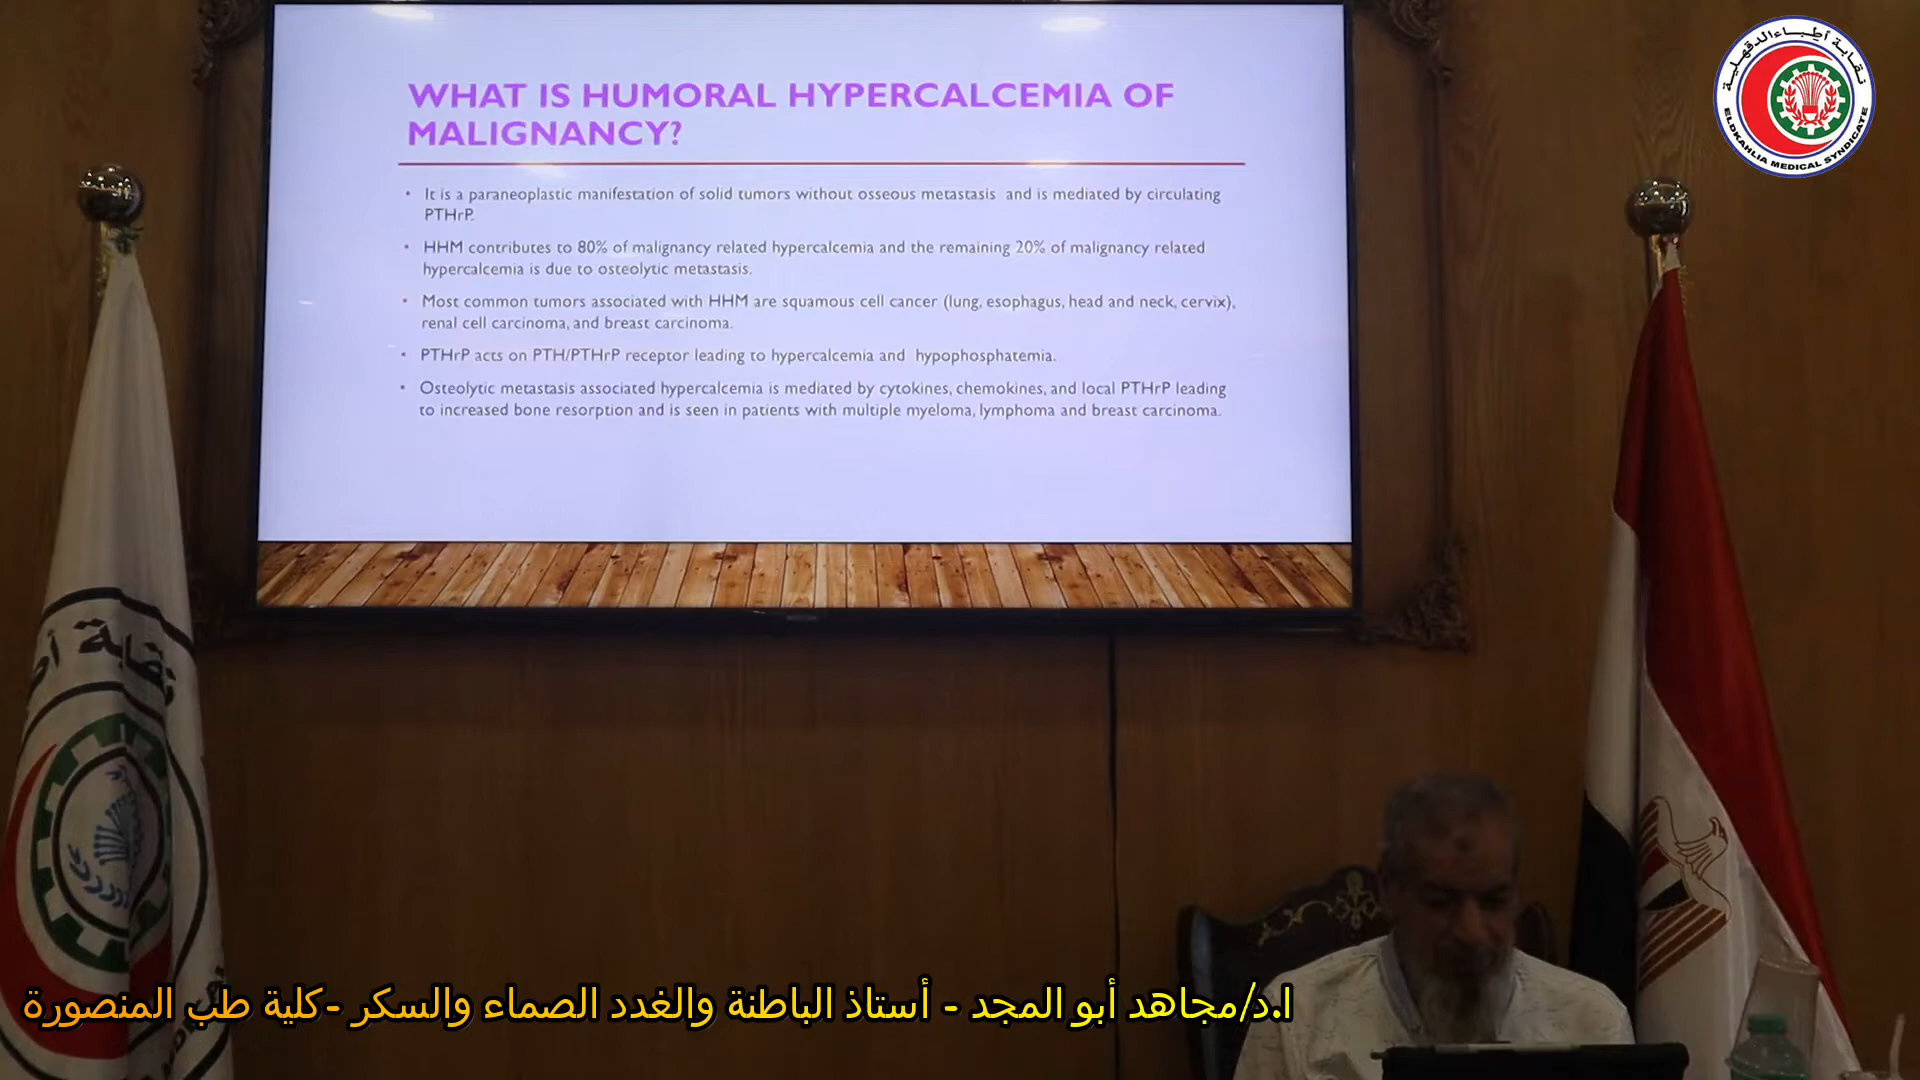 WHAT IS HUMORAL HYPERCALCEMIA OF
MALIGNANCY?
• It is a paraneoplastic manifestation of solid tumors without osseous metastasis and is mediated by circulating
PTHrP.
• HHM contributes to 80% of malignancy related hypercalcemia and the remaining 20% of malignancy related
hypercalcemia is due to osteolytic metastasis.
• Most common tumors associated with HHM are squamous cell cancer (lung, esophagus, head and neck, cervix),
renal cell carcinoma, and breast carcinoma.
• PTHrP acts on PTH/PTHrP receptor leading to hypercalcemia and hypophosphatemia.
• Osteolytic metastasis associated hypercalcemia is mediated by cytokines, chemokines, and local PTHrP leading
to increased bone resorption and is seen in patients with multiple myeloma, lymphoma and breast carcinoma.
نقابة أطباء الدقهلية
ELDKAHLIA MEDICAL SYNDICATE
نقابة أط
ا.د/مجاهد أبو المجد - أستاذ الباطنة والغدد الصماء والسكر -كلية طب المنصورة